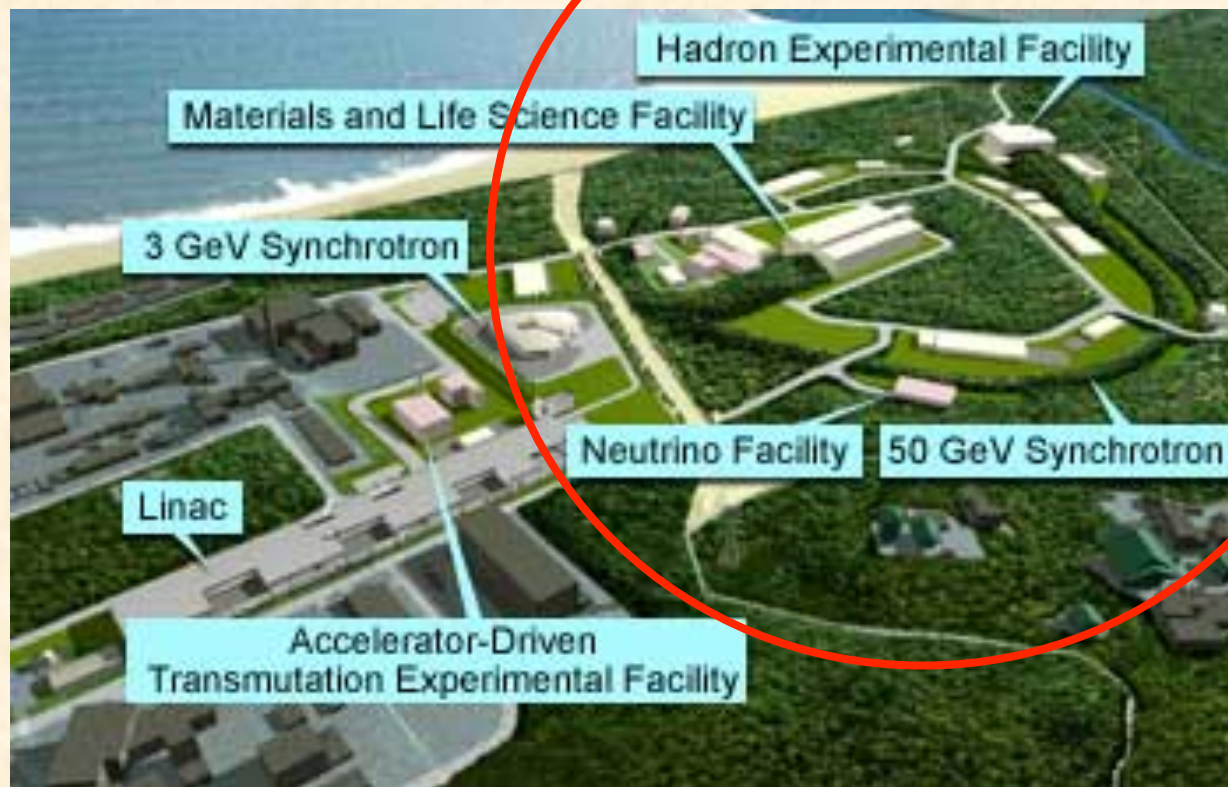 Hadron Experimental Facility
Materials and Life Science Facility
3 GeV Synchrotron
Neutrino Facility
50 GeV Synchrotron
Linac
Accelerator-Driven
Transmutation Experimental Facility